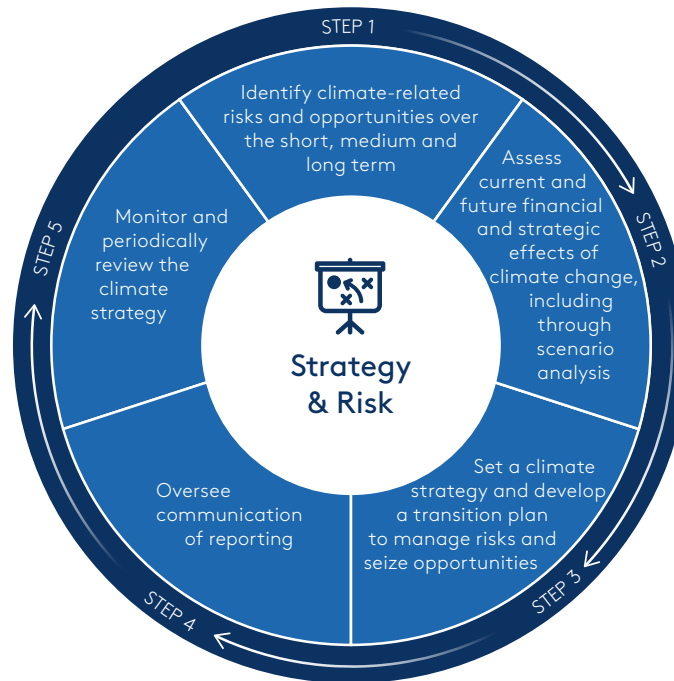 STEP 1
Identify climate-related
risks and opportunities over
the short, medium and
long term
STEP 2
Assess
current and
future financial
and strategic
effects of
climate change,
including
through
scenario
analysis
STEP 3
Set a climate
strategy and develop
a transition plan
to manage risks and
seize opportunities
STEP 4
Oversee
communication
of reporting
STEP 5
Monitor and
periodically
review the
climate
strategy
Strategy
& Risk